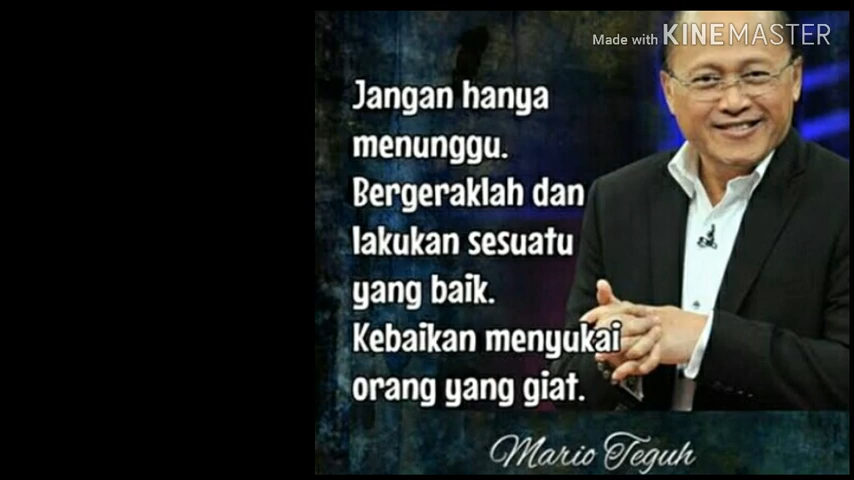 Made with KINEMASTER
Jangan hanya
menunggu.
Bergeraklah dan
lakukan sesuatu
yang baik.
Kebaikan menyukai
orang yang giat.
Mario Teguh